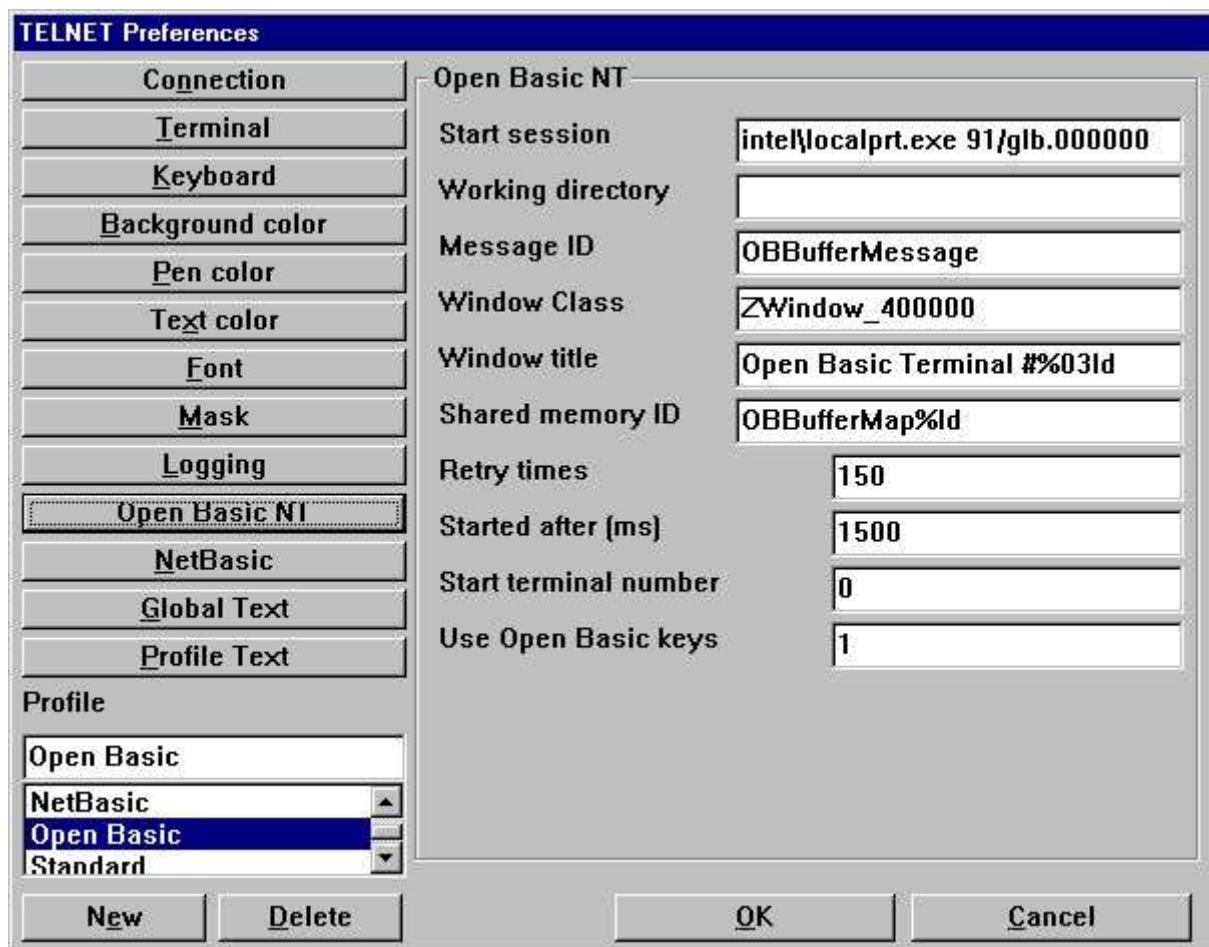 TELNET Preferences
Connection
Terminal
Keyboard
Background color
Pen color
Text color
Font
Mask
Logging
Open Basic NT
NetBasic
Global Text
Profile Text
Profile
Open Basic
NetBasic
Open Basic
Standard
New
Delete
Open Basic NT
Start session
intel\localprt.exe 91/glb.000000
Working directory
Message ID
OBBufferMessage
Window Class
ZWindow_400000
Window title
Open Basic Terminal #%03ld
Shared memory ID
OBBufferMap%ld
Retry times
150
Started after (ms)
1500
Start terminal number
0
Use Open Basic keys
1
OK
Cancel